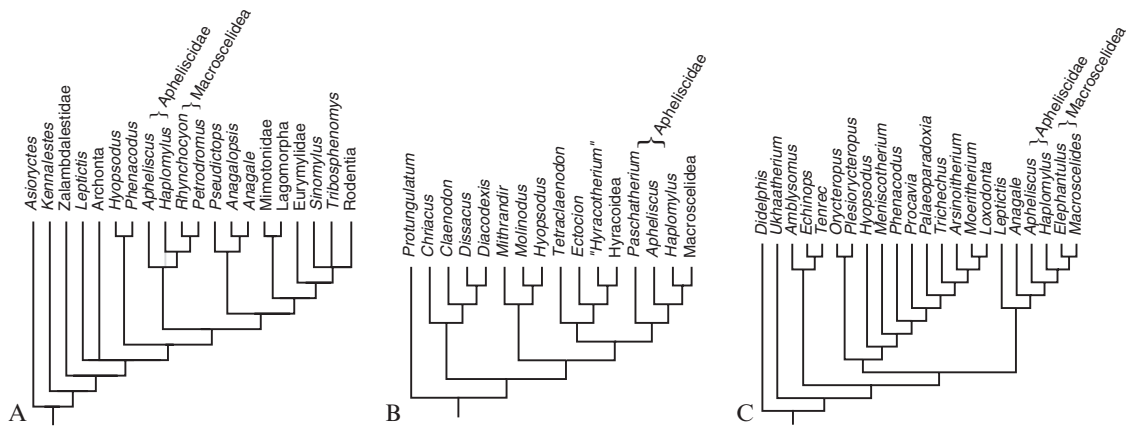 Asioryctes
Kennalestes
Zalambdalestidae
Leptictis
Archonta
Hyopsodus
Phenacodus
Apheliscus
Haplomylus
} Apheliscidae
Rhynchocyon
Petrodromus
} Macroscelidea
Pseudictops
Anagalopsis
Anagale
Mimotonidae
Lagomorpha
Eurymylidae
Sinomylus
Tribosphenomys
Rodentia
A
Protungulatum
Chriacus
Claenodon
Dissacus
Diacodexis
Mithrandir
Molinodus
Hyopsodus
Tetraclaenodon
Ectocion
"Hyracotherium"
Hyracoidea
Paschatherium
Apheliscus
} Apheliscidae
Haplomylus
Macroscelidea
B
Didelphis
Ukhaatherium
Amblysomus
Echinops
Tenrec
Orycteropus
Plesiorycteropus
Hyopsodus
Meniscotherium
Phenacodus
Procavia
Palaeoparadoxia
Trichechus
Arsinoitherium
Moeritherium
Loxodonta
Leptictis
Anagale
Apheliscus
Haplomylus
} Apheliscidae
Elephantulus
Macroscelides
} Macroscelidea
C